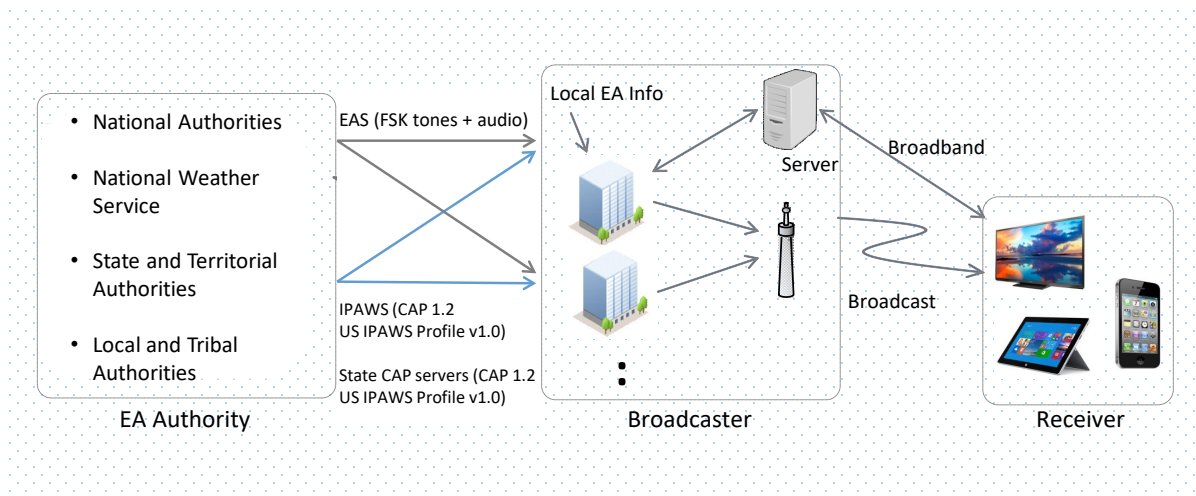 • National Authorities
• National Weather
Service
• State and Territorial
Authorities
• Local and Tribal
Authorities
EA Authority
EAS (FSK tones + audio)
IPAWS (CAP 1.2
US IPAWS Profile v1.0)
State CAP servers (CAP 1.2
US IPAWS Profile v1.0)
Local EA Info
Server
:
Broadcaster
Broadband
Broadcast
Receiver